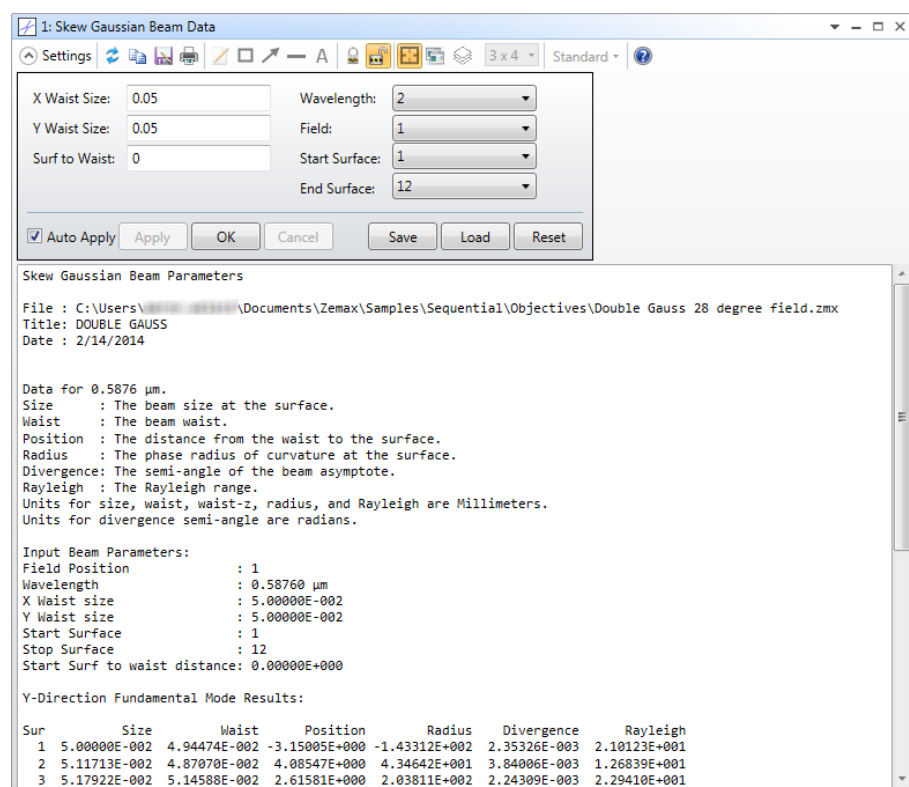 1: Skew Gaussian Beam Data
Settings A 3 x 4 Standard
X Waist Size: 0.05 Wavelength: 2
Y Waist Size: 0.05 Field: 1
Surf to Waist: 0 Start Surface: 1
End Surface: 12
Auto Apply Apply OK Cancel Save Load Reset
Skew Gaussian Beam Parameters
File : C:\Users\ \Documents\Zemax\Samples\Sequential\Objectives\Double Gauss 28 degree field.zmx
Title: DOUBLE GAUSS
Date : 2/14/2014
Data for 0.5876 µm.
Size : The beam size at the surface.
Waist : The beam waist.
Position : The distance from the waist to the surface.
Radius : The phase radius of curvature at the surface.
Divergence: The semi-angle of the beam asymptote.
Rayleigh : The Rayleigh range.
Units for size, waist, waist-z, radius, and Rayleigh are Millimeters.
Units for divergence semi-angle are radians.
Input Beam Parameters:
Field Position : 1
Wavelength : 0.58760 µm
X Waist size : 5.00000E-002
Y Waist size : 5.00000E-002
Start Surface : 1
Stop Surface : 12
Start Surf to waist distance: 0.00000E+000
Y-Direction Fundamental Mode Results:
Sur Size Waist Position Radius Divergence Rayleigh
1 5.00000E-002 4.94474E-002 -3.15005E+000 -1.43312E+002 2.35326E-003 2.10123E+001
2 5.11713E-002 4.87070E-002 4.08547E+000 4.34642E+001 3.84006E-003 1.26839E+001
3 5.17922E-002 5.14588E-002 2.61581E+000 2.03811E+002 2.24309E-003 2.29410E+001